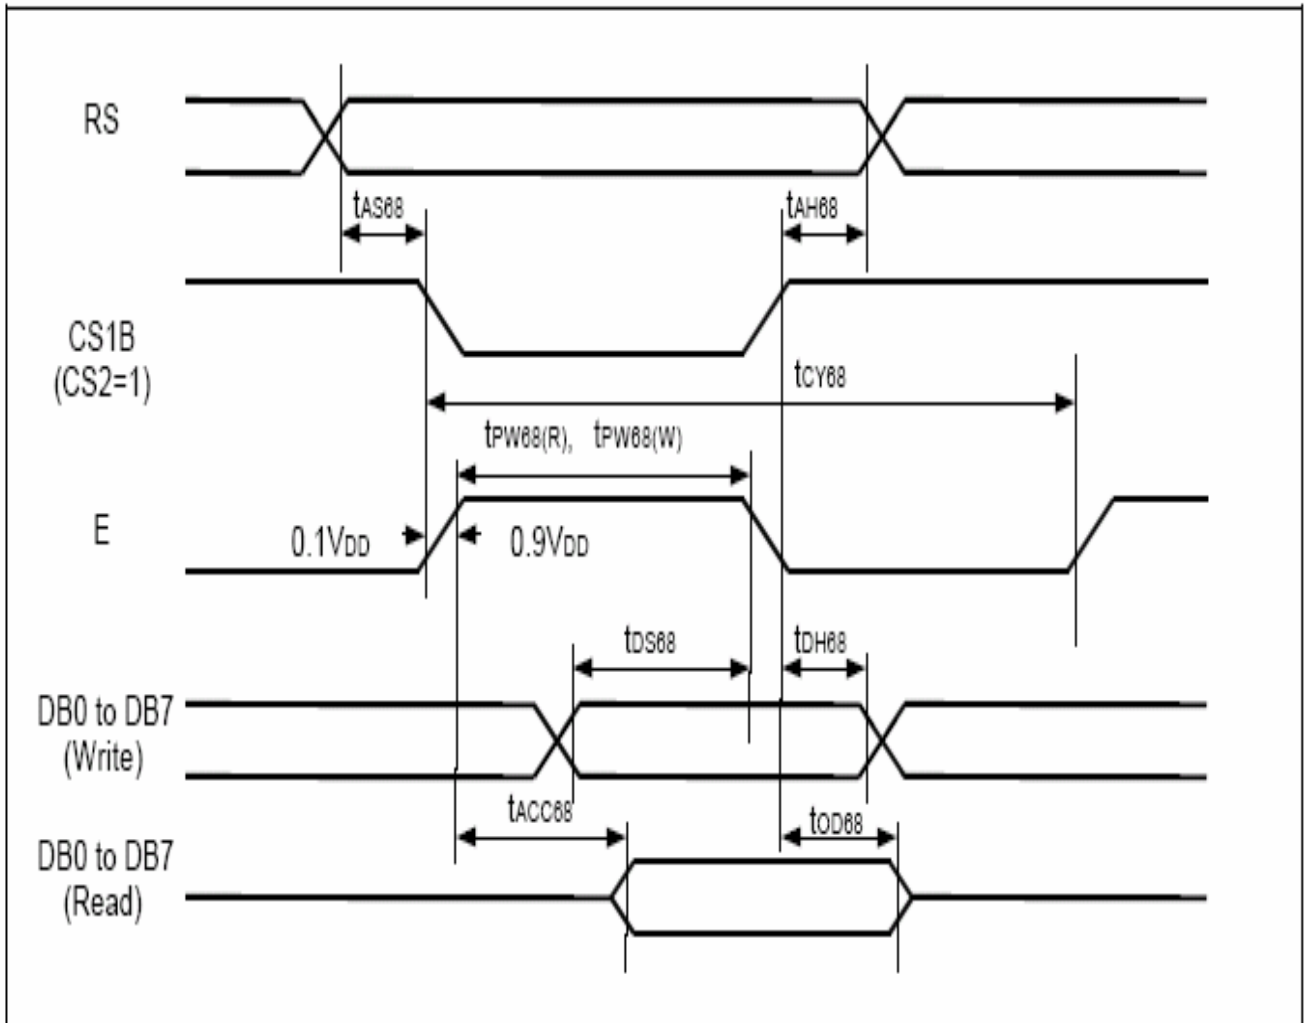 RS
tAS68
tAH68
CS1B
(CS2=1)
tCY68
tPW68(R), tPW68(W)
E
0.1VDD
0.9VDD
tDS68
tDH68
DB0 to DB7
(Write)
tACC68
tOD68
DB0 to DB7
(Read)